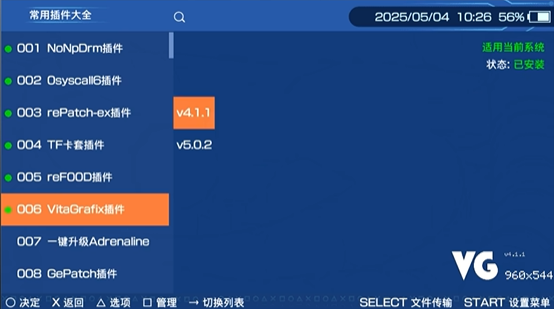 常用插件大全
2025/05/04 10:26 56%
001 NoNpDrm插件
适用当前系统
002 0syscall6插件
状态: 已安装
003 rePatch-ex插件
v4.1.1
004 TF卡套插件
v5.0.2
005 reF00D插件
006 VitaGrafix插件
007 一键升级Adrenaline
008 GePatch插件
VG v4.1.1
960x544
○ 决定 X 返回 △ 选项 □ 管理 → 切换列表 SELECT 文件传输 START 设置菜单